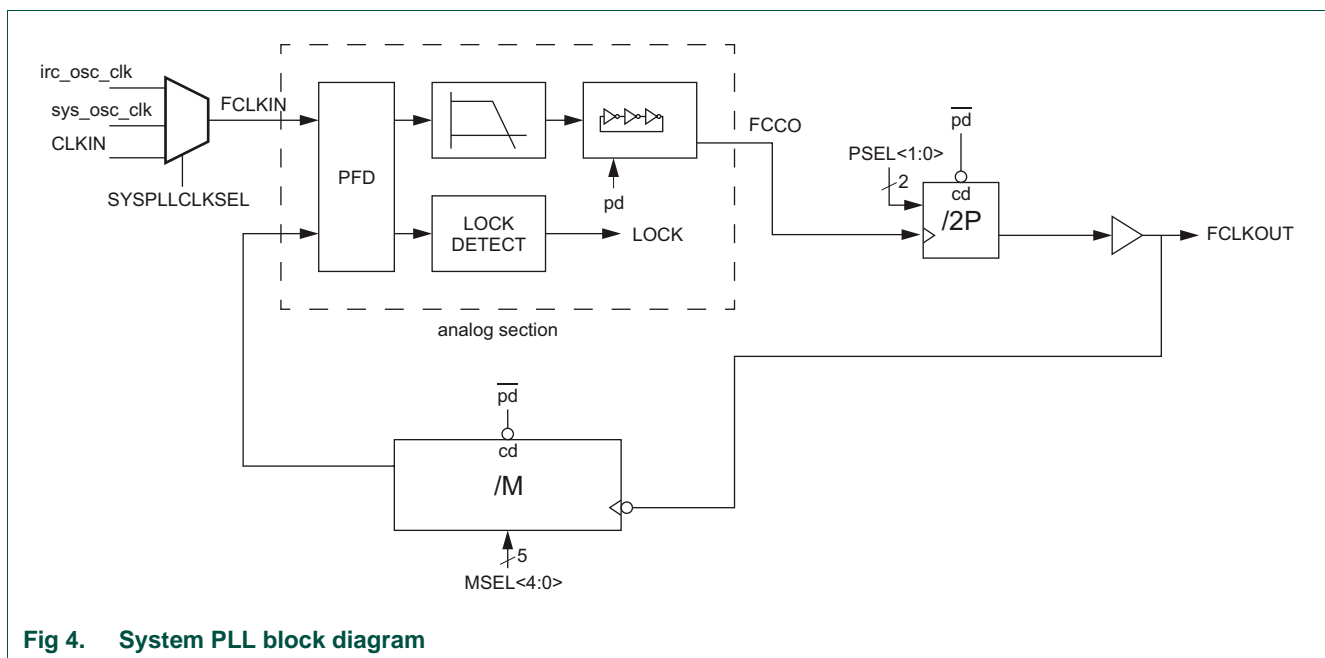 irc_osc_clk
sys_osc_clk
CLKIN
SYSPLLCLKSEL
FCLKIN
PFD
LOCK
DETECT
pd
LOCK
analog section
FCCO
PSEL<1:0>
2
pd
cd
/2P
FCLKOUT
pd
cd
/M
5
MSEL<4:0>
Fig 4. System PLL block diagram